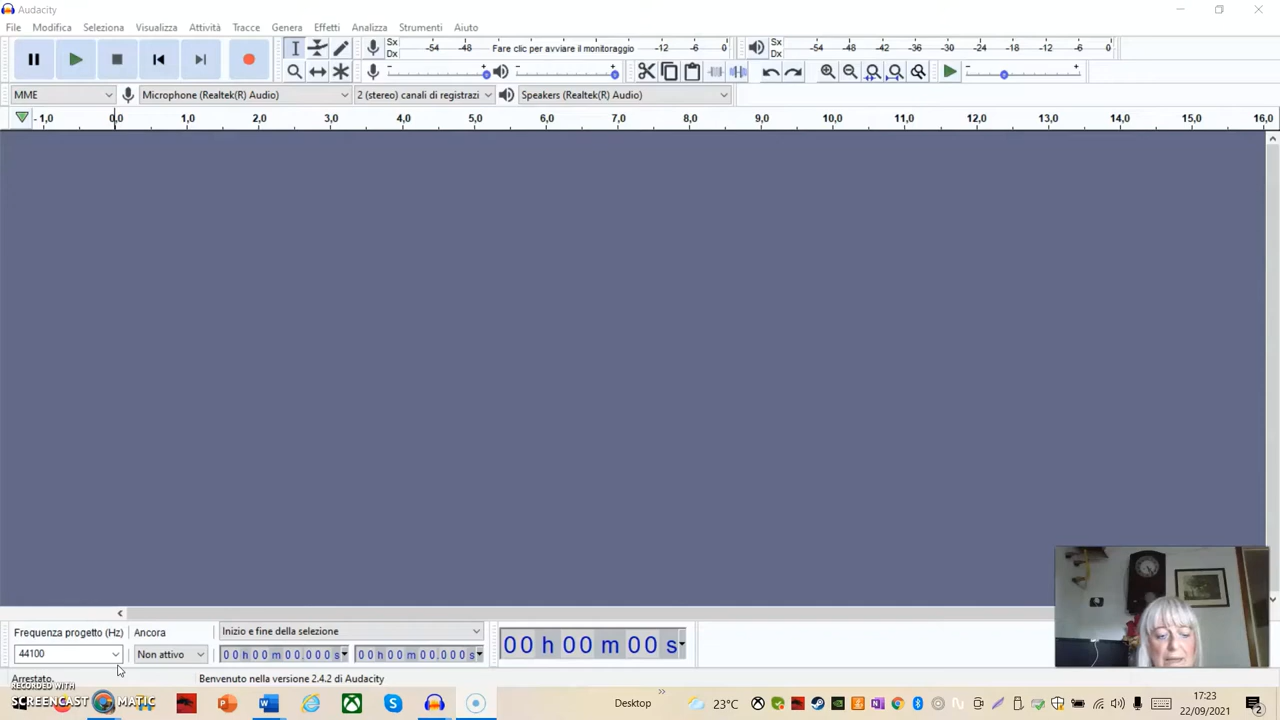 Audacity
File Modifica Seleziona Visualizza Attività Tracce Genera Effetti Analizza Strumenti Aiuto
Sx Dx -54 -48 Fare clic per avviare il monitoraggio -12 -6 0 Sx Dx -54 -48 -42 -36 -30 -24 -18 -12 -6 0
MME Microphone (Realtek(R) Audio) 2 (stereo) canali di registrazi Speakers (Realtek(R) Audio)
- 1,0 0,0 1,0 2,0 3,0 4,0 5,0 6,0 7,0 8,0 9,0 10,0 11,0 12,0 13,0 14,0 15,0 16,0
Frequenza progetto (Hz) Ancora Inizio e fine della selezione
44100 Non attivo 00 h 00 m 00.000 s 00 h 00 m 00.000 s 00 h 00 m 00 s
Arrestato. Benvenuto nella versione 2.4.2 di Audacity
RECORDED WITH
SCREENCAST MATIC
Desktop 23°C 17:23
22/09/2021
2